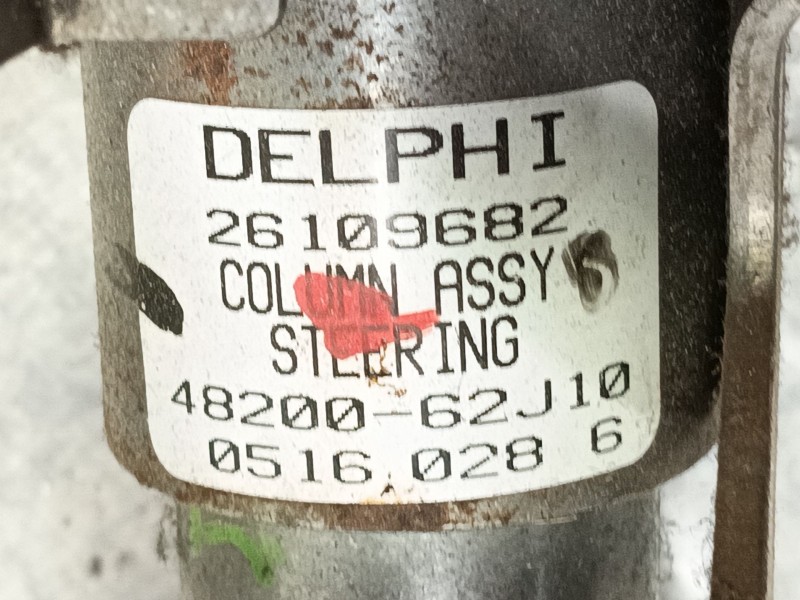 DELPHI
26109682
COLUMN ASSY
STEERING
48200-62J10
0516 028 6